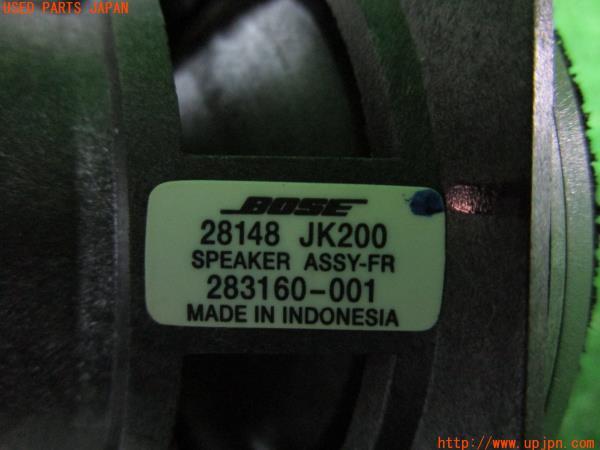 USED PARTS JAPAN
BOSE
28148 JK200
SPEAKER ASSY-FR
283160-001
MADE IN INDONESIA
http://www.upjpn.com/